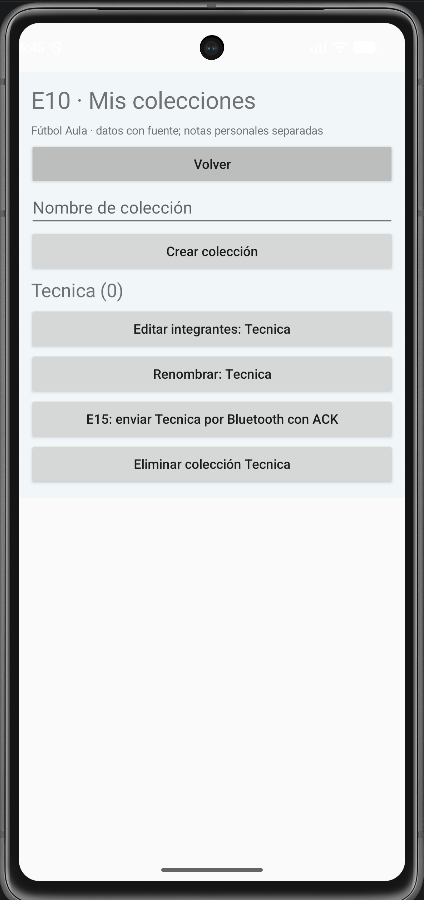 E10 · Mis colecciones
Fútbol Aula · datos con fuente; notas personales separadas
Volver
Nombre de colección
Crear colección
Tecnica (0)
Editar integrantes: Tecnica
Renombrar: Tecnica
E15: enviar Tecnica por Bluetooth con ACK
Eliminar colección Tecnica